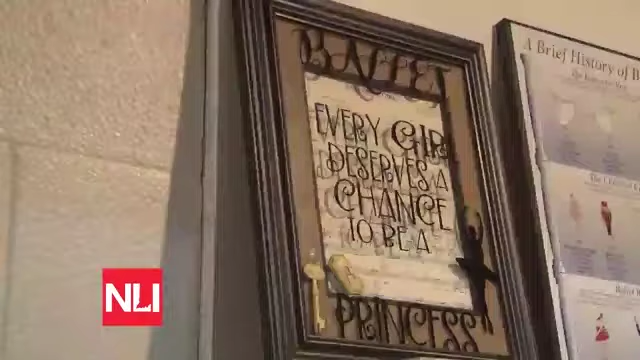 BALLET
EVERY GIRL
DESERVES A
CHANCE
TO BE A
PRINCESS
A Brief History of B
NLI